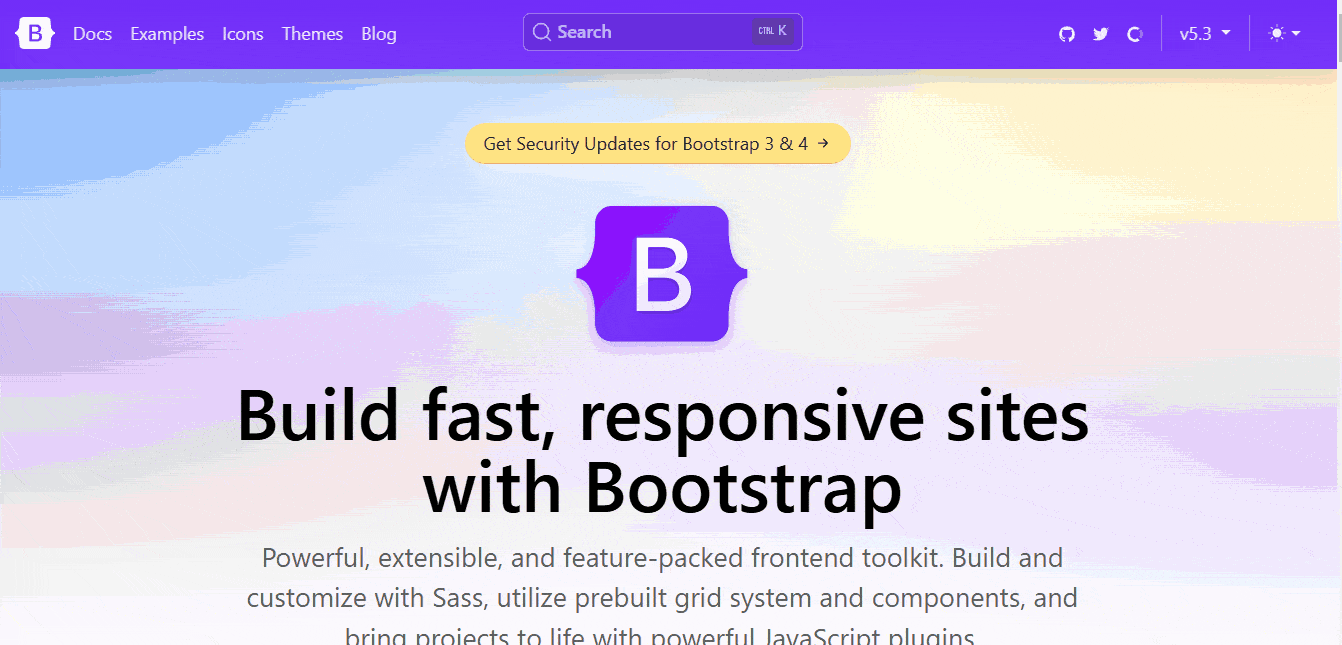 B Docs Examples Icons Themes Blog Search CTRL K v5.3
Get Security Updates for Bootstrap 3 & 4 →
B
Build fast, responsive sites
with Bootstrap
Powerful, extensible, and feature-packed frontend toolkit. Build and
customize with Sass, utilize prebuilt grid system and components, and
bring projects to life with powerful JavaScript plugins.